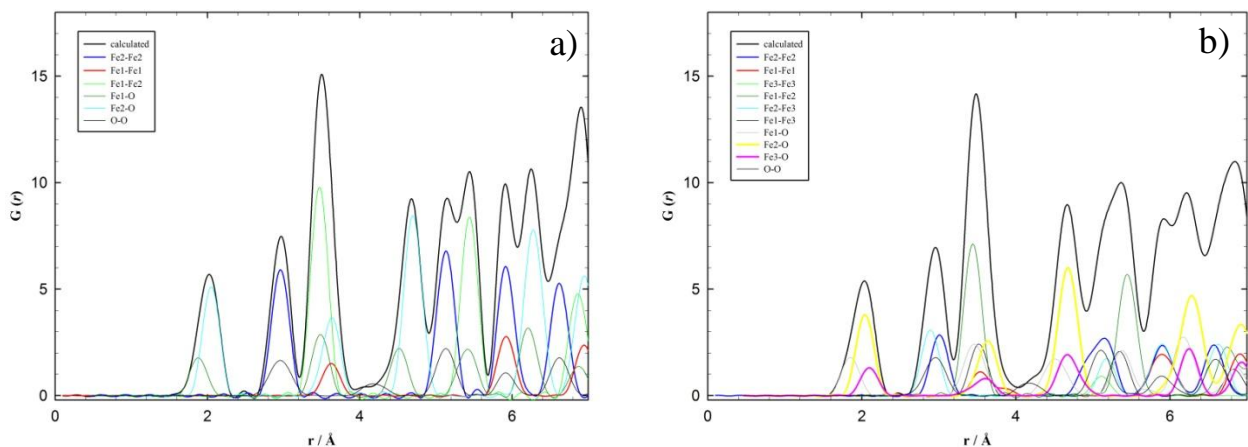 a)
calculated
Fe2-Fe2
Fe1-Fe1
Fe1-Fe2
Fe1-O
Fe2-O
O-O
15
10
5
0
G (r)
0
2
4
6
r / Å
b)
calculated
Fe2-Fe2
Fe1-Fe1
Fe3-Fe3
Fe1-Fe2
Fe2-Fe3
Fe1-Fe3
Fe1-O
Fe2-O
Fe3-O
O-O
15
10
5
0
G (r)
0
2
4
6
r / Å